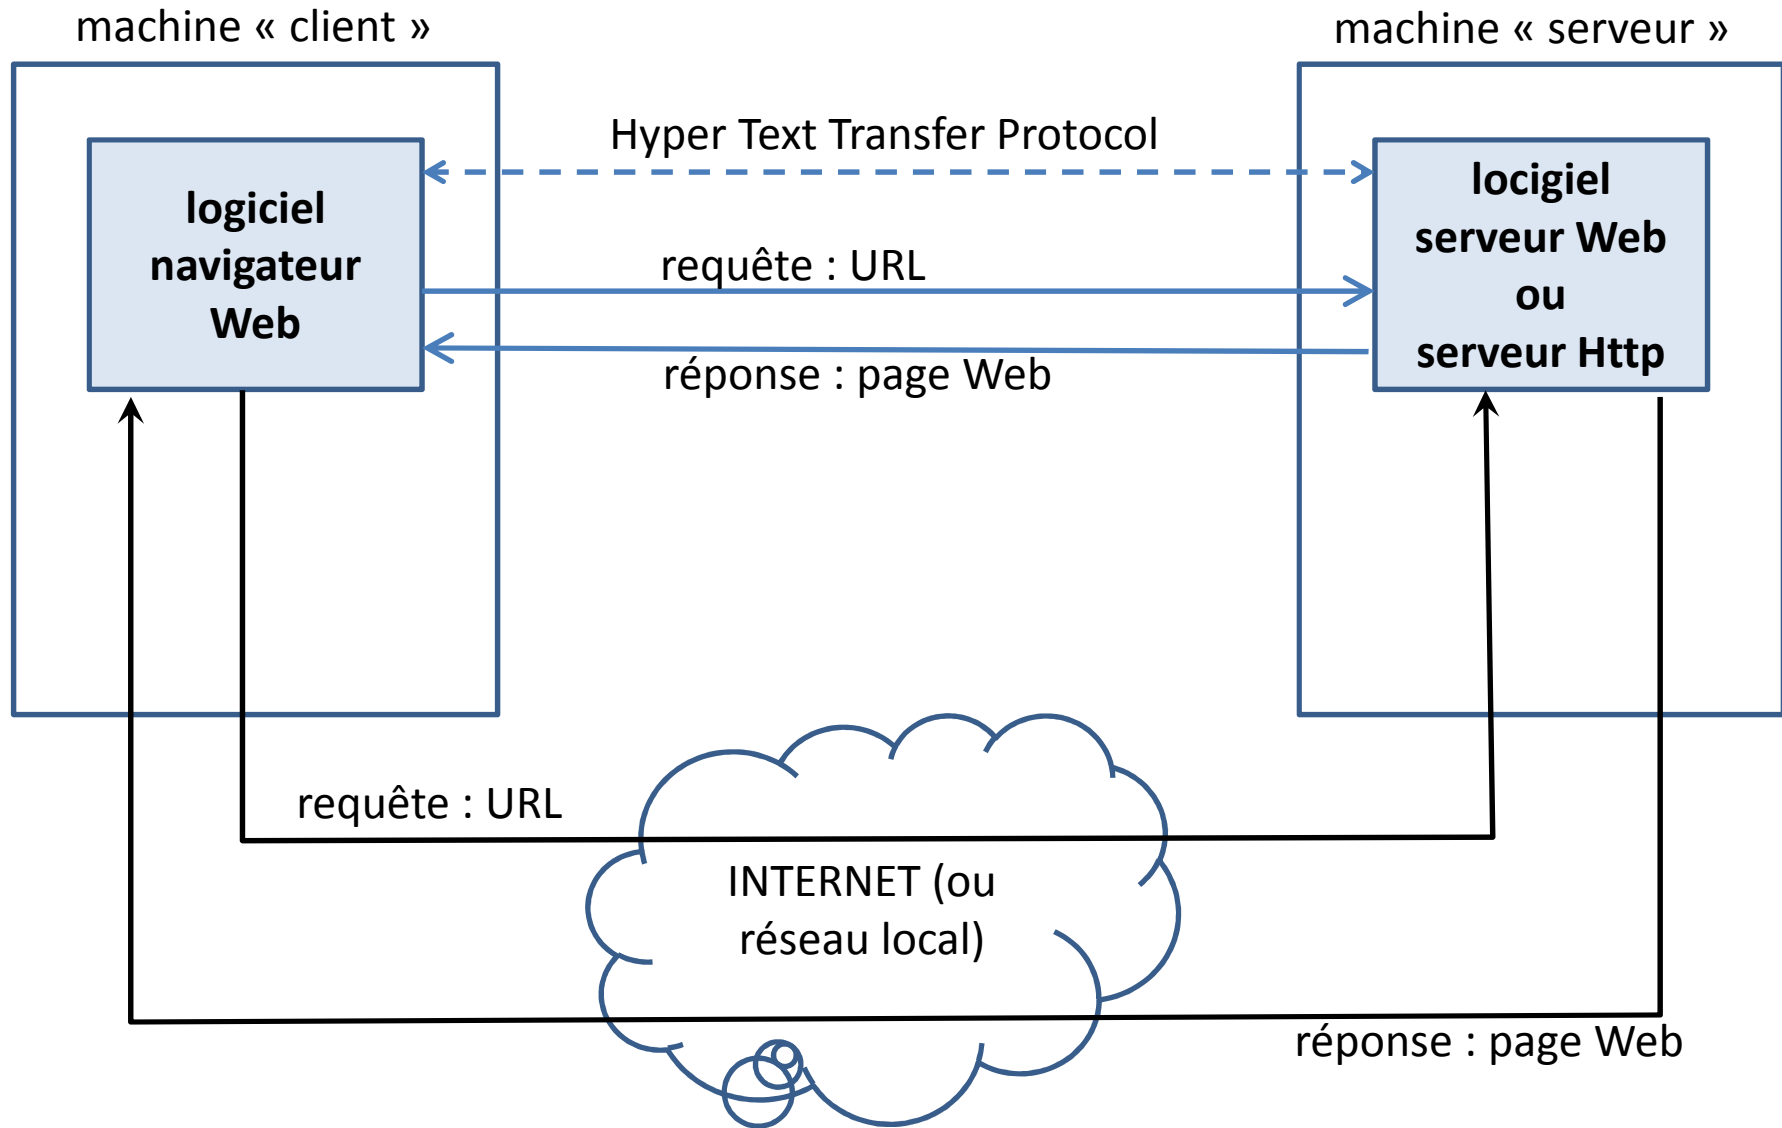 machine « client »
machine « serveur »
Hyper Text Transfer Protocol
logiciel
navigateur
Web
locigiel
serveur Web
ou
serveur Http
requête : URL
réponse : page Web
requête : URL
INTERNET (ou
réseau local)
réponse : page Web